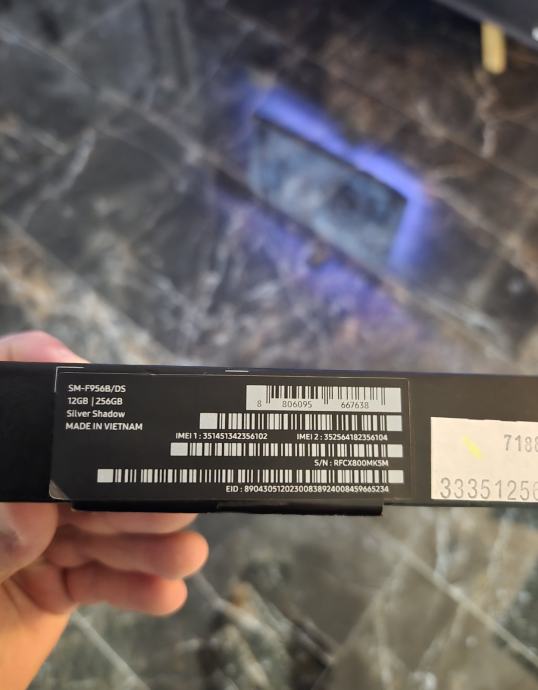 SM-F956B/DS
12GB | 256GB
Silver Shadow
MADE IN VIETNAM
8 806095 667638
IMEI 1 : 351451342356102 IMEI 2 : 352564182356104
S/N : RFCX800MK5M
EID : 89043051202300838924008459665234
7188
33351256